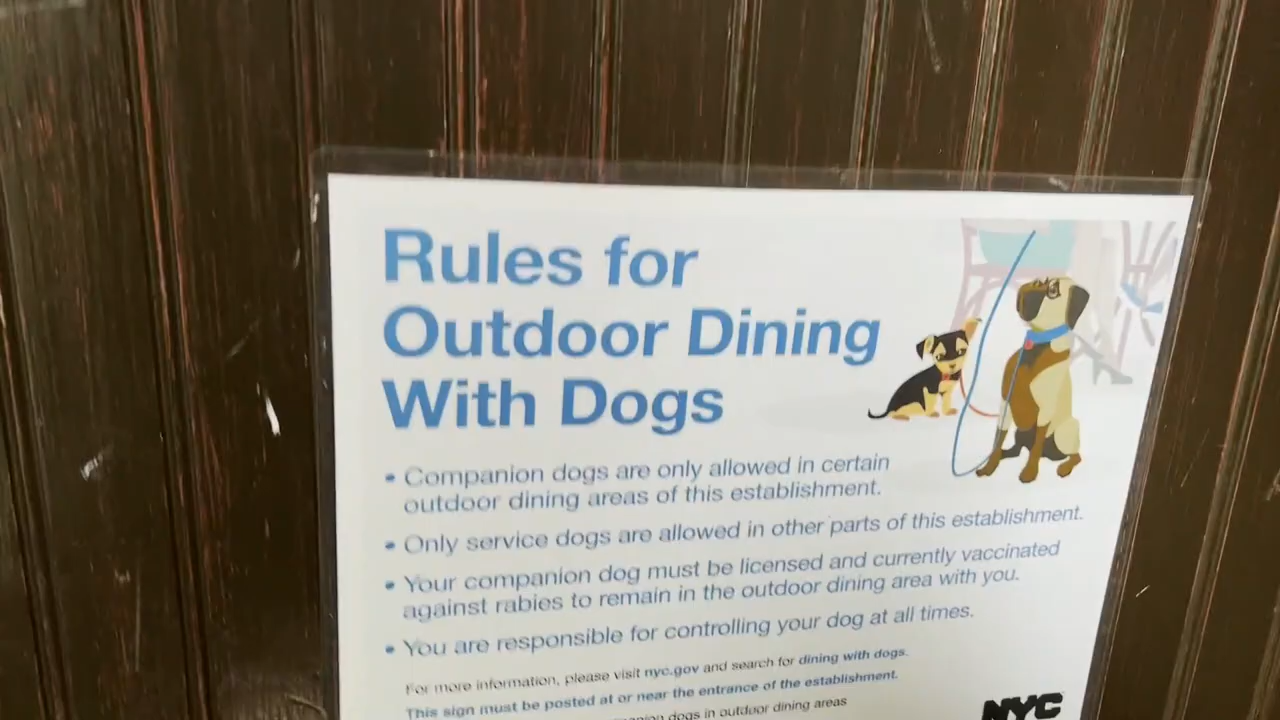 Rules for
Outdoor Dining
With Dogs
• Companion dogs are only allowed in certain
outdoor dining areas of this establishment.
• Only service dogs are allowed in other parts of this establishment.
• Your companion dog must be licensed and currently vaccinated
against rabies to remain in the outdoor dining area with you.
• You are responsible for controlling your dog at all times.
For more information, please visit nyc.gov and search for dining with dogs.
This sign must be posted at or near the entrance of the establishment.
dogs in outdoor dining areas
NYC